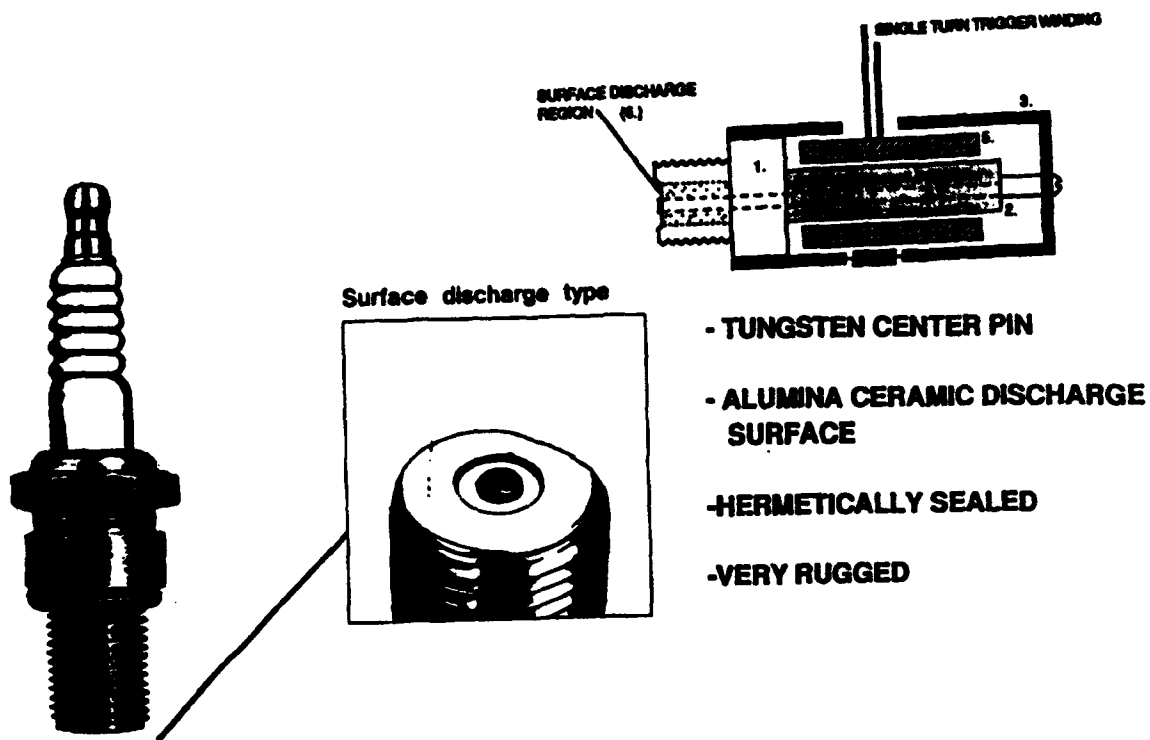 SINGLE TURN TRIGGER WINDING
SURFACE DISCHARGE
REGION (6.)
3.
5.
1.
2.
Surface discharge type
- TUNGSTEN CENTER PIN
- ALUMINA CERAMIC DISCHARGE
SURFACE
-HERMETICALLY SEALED
-VERY RUGGED